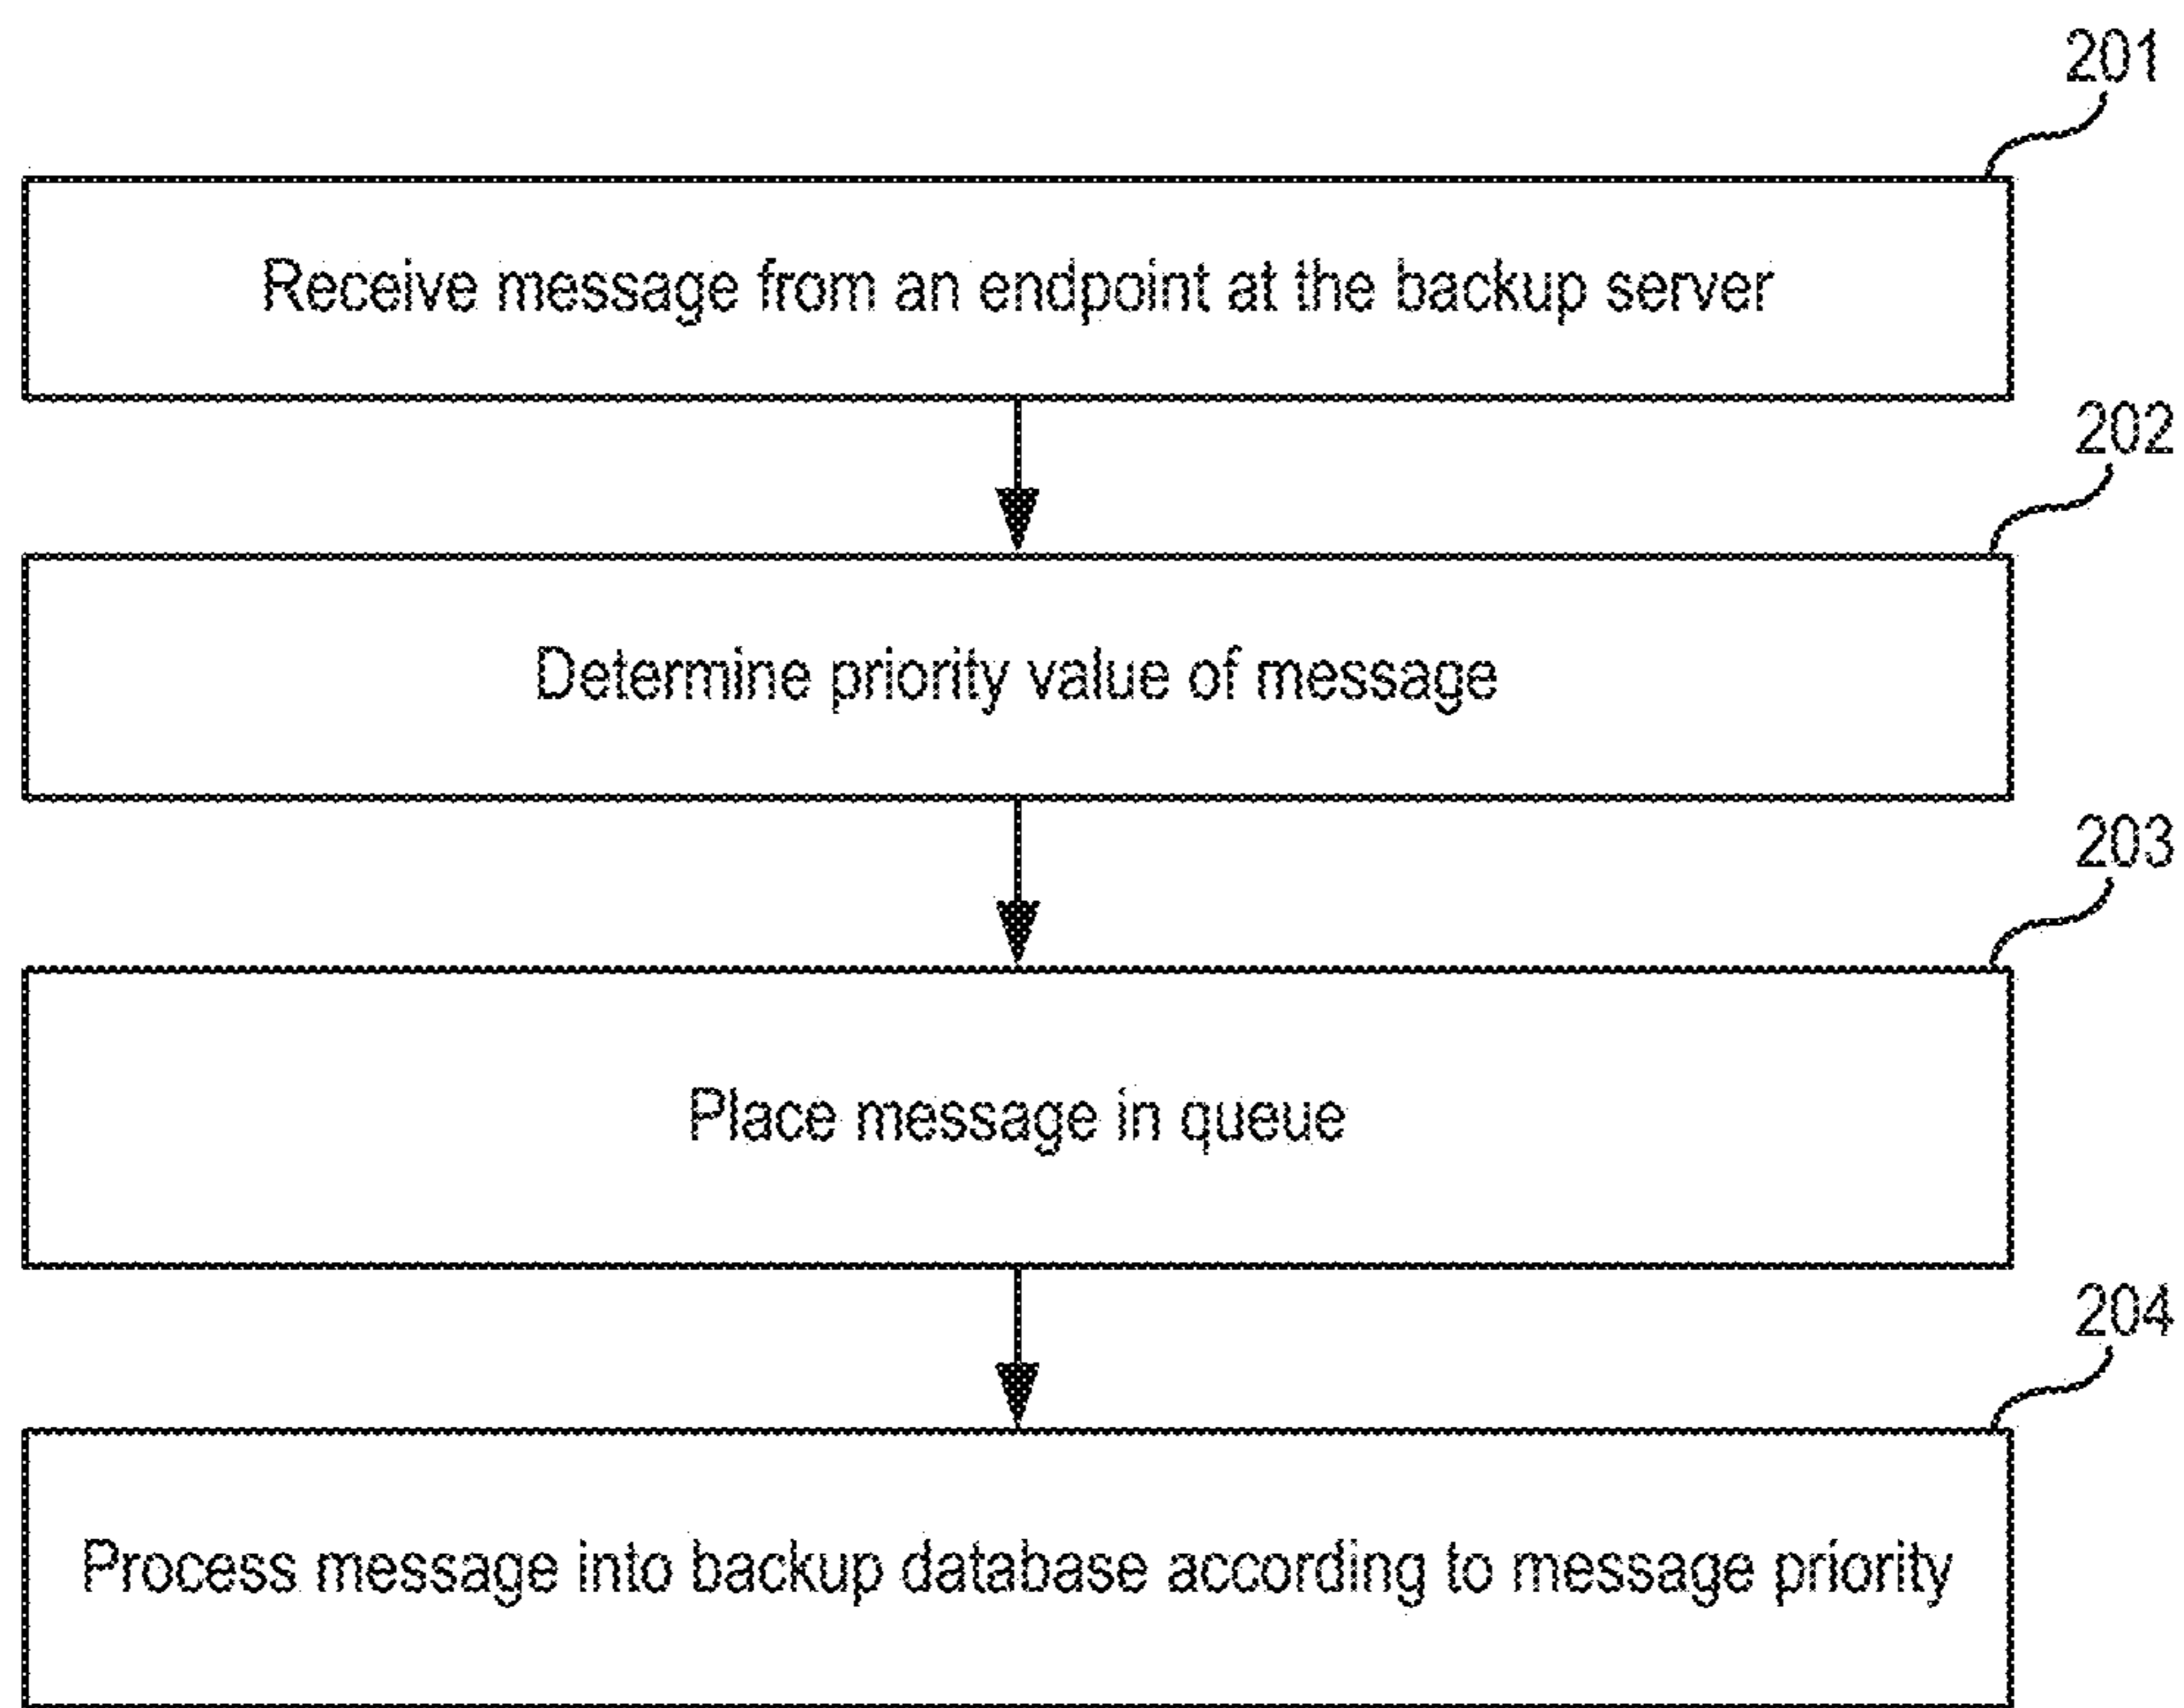 201
Receive message from an endpoint at the backup server
202
Determine priority value of message
203
Place message in queue
204
Process message into backup database according to message priority